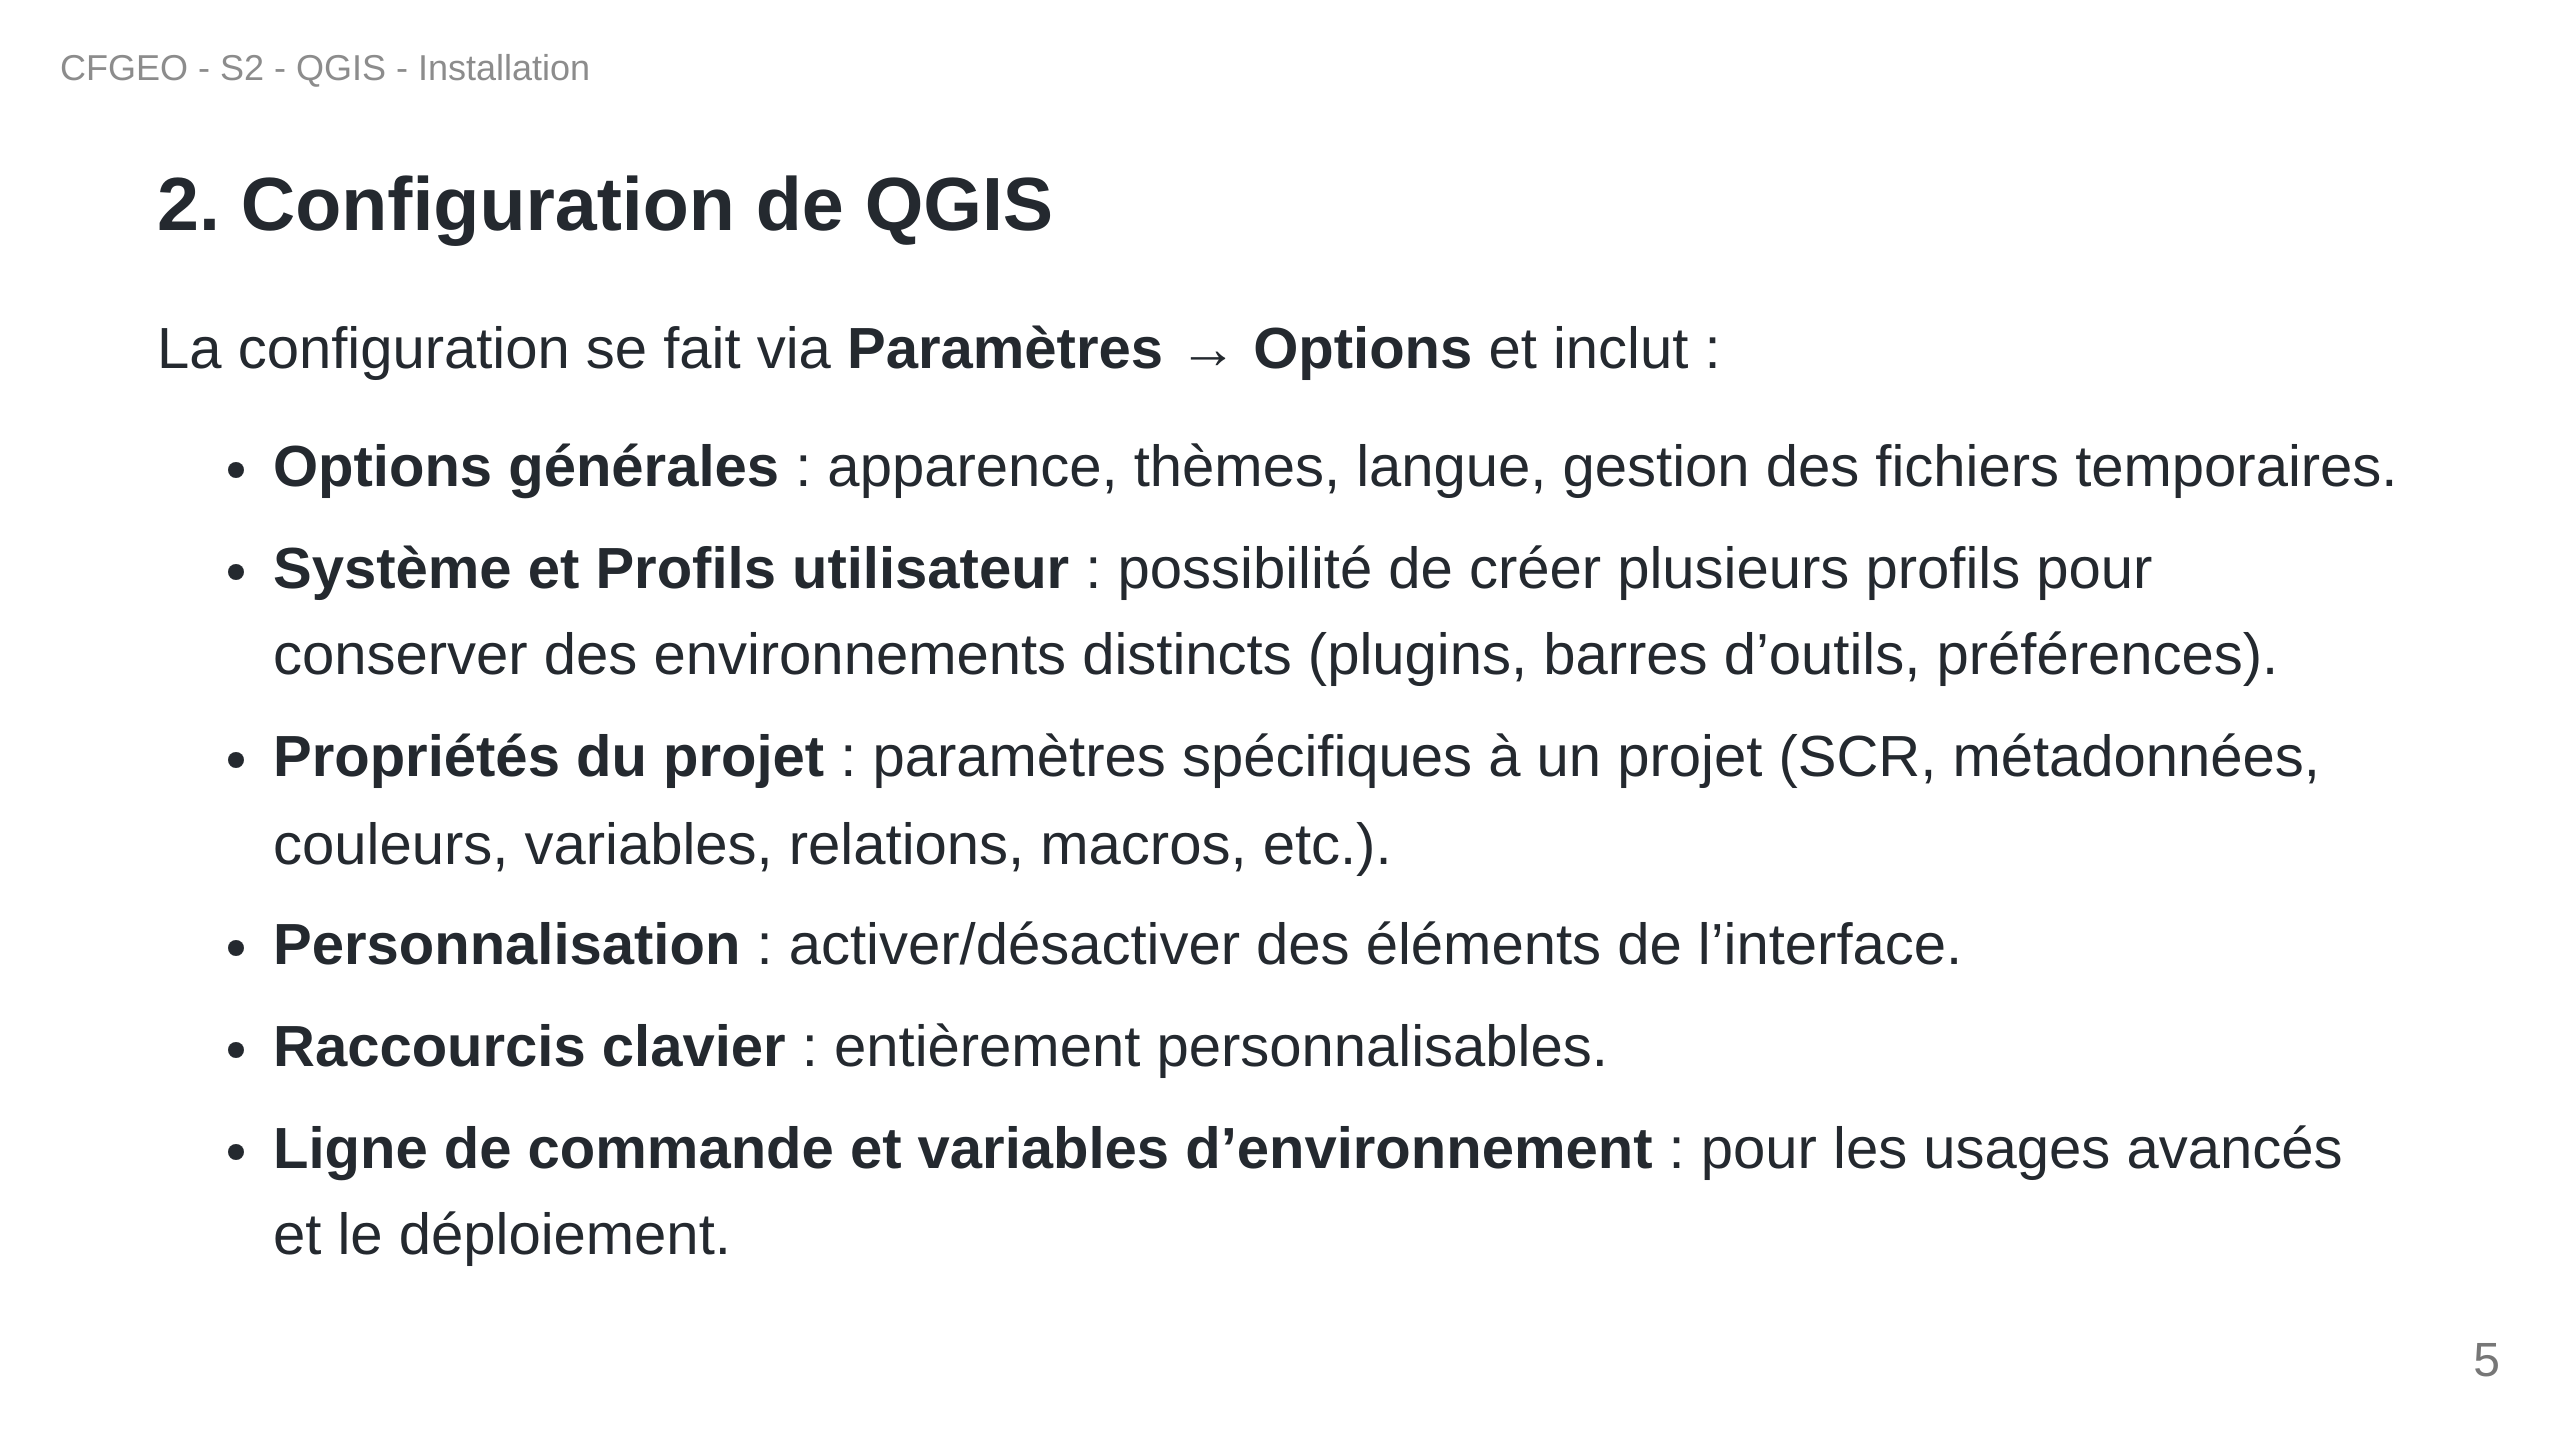 CFGEO - S2 - QGIS - Installation
2. Configuration de QGIS
La configuration se fait via Paramètres → Options et inclut :
• Options générales : apparence, thèmes, langue, gestion des fichiers temporaires.
• Système et Profils utilisateur : possibilité de créer plusieurs profils pour
conserver des environnements distincts (plugins, barres d’outils, préférences).
• Propriétés du projet : paramètres spécifiques à un projet (SCR, métadonnées,
couleurs, variables, relations, macros, etc.).
• Personnalisation : activer/désactiver des éléments de l’interface.
• Raccourcis clavier : entièrement personnalisables.
• Ligne de commande et variables d’environnement : pour les usages avancés
et le déploiement.
5